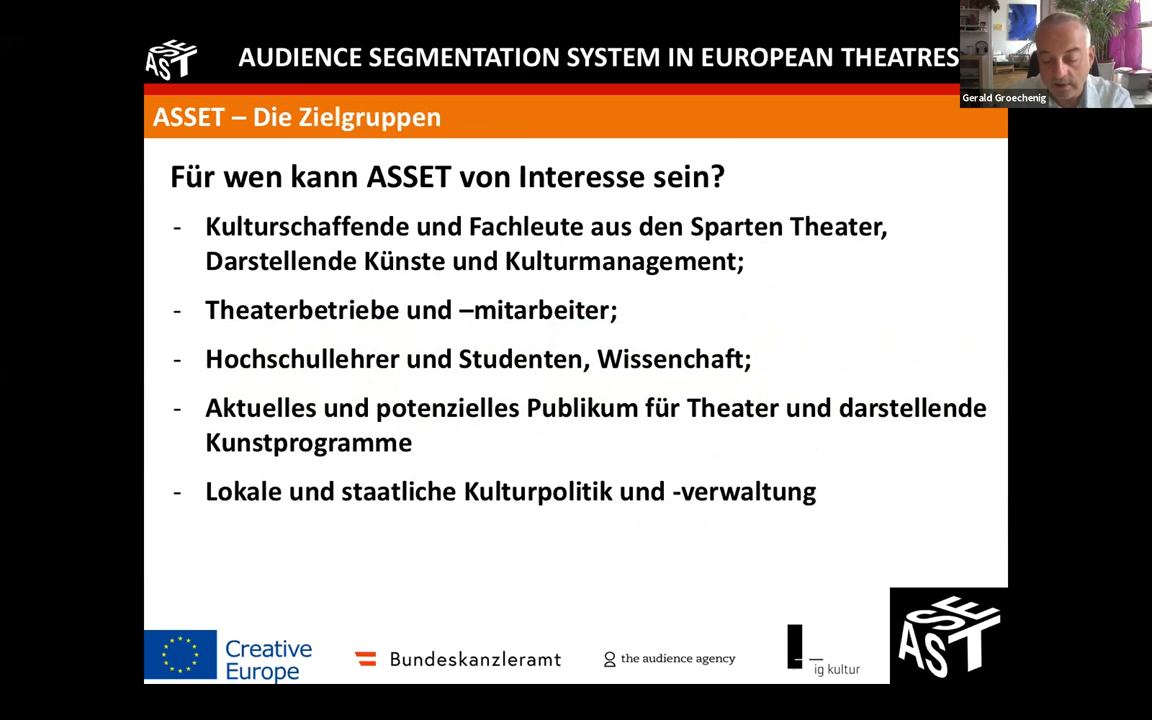 ASSET
AUDIENCE SEGMENTATION SYSTEM IN EUROPEAN THEATRES
Gerald Groechenig
ASSET – Die Zielgruppen
Für wen kann ASSET von Interesse sein?
- Kulturschaffende und Fachleute aus den Sparten Theater,
Darstellende Künste und Kulturmanagement;
- Theaterbetriebe und –mitarbeiter;
- Hochschullehrer und Studenten, Wissenchaft;
- Aktuelles und potenzielles Publikum für Theater und darstellende
Kunstprogramme
- Lokale und staatliche Kulturpolitik und -verwaltung
Creative
Europe
Bundeskanzleramt
the audience agency
ig kultur
ASSET